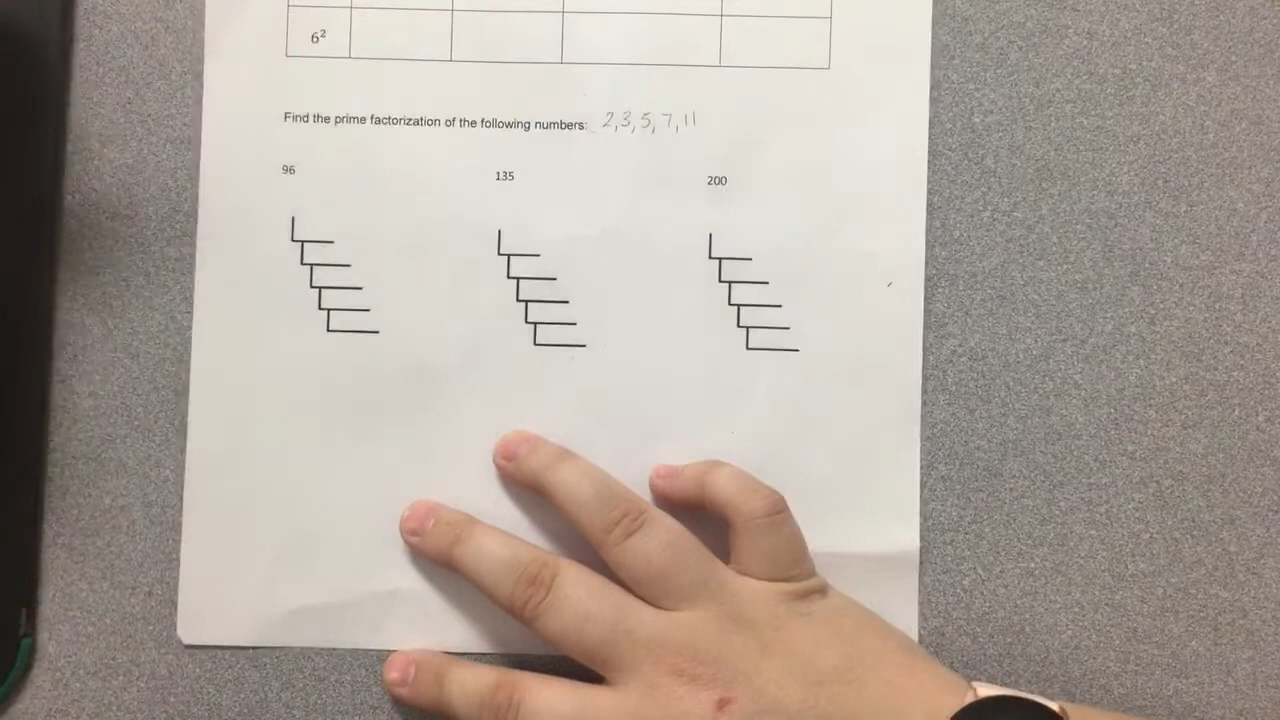 6²
Find the prime factorization of the following numbers: 2,3,5,7,11
96 135 200